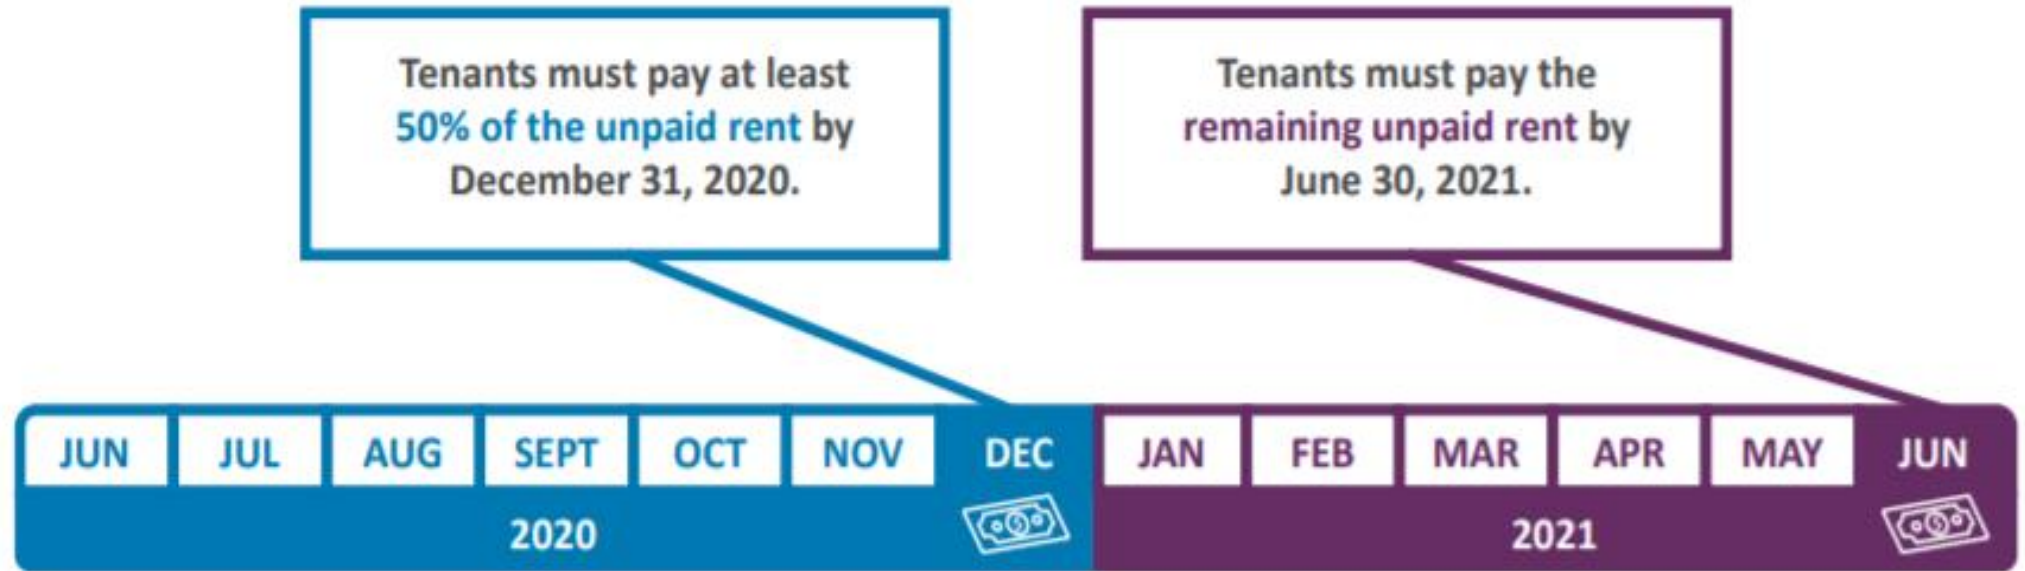 Tenants must pay at least
50% of the unpaid rent by
December 31, 2020.
Tenants must pay the
remaining unpaid rent by
June 30, 2021.
JUN JUL AUG SEPT OCT NOV DEC JAN FEB MAR APR MAY JUN
2020 2021